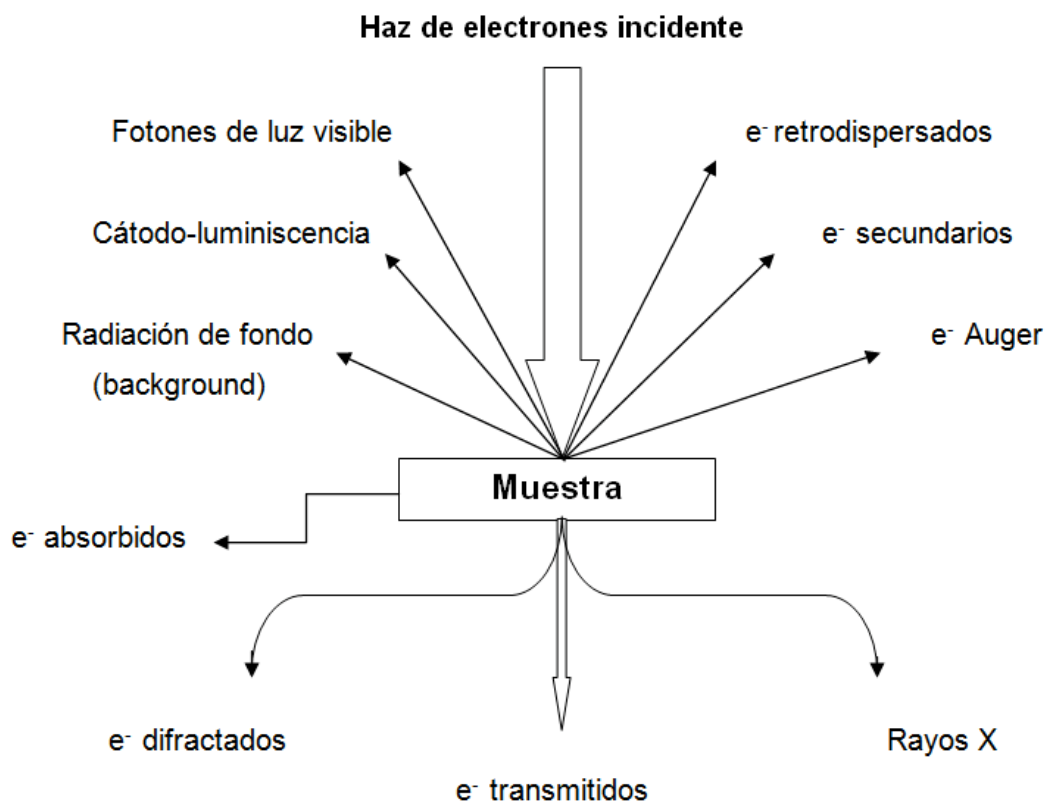 Haz de electrones incidente
Fotones de luz visible
e- retrodispersados
Cátodo-luminiscencia
e- secundarios
Radiación de fondo
(background)
e- Auger
Muestra
e- absorbidos
e- difractados
Rayos X
e- transmitidos